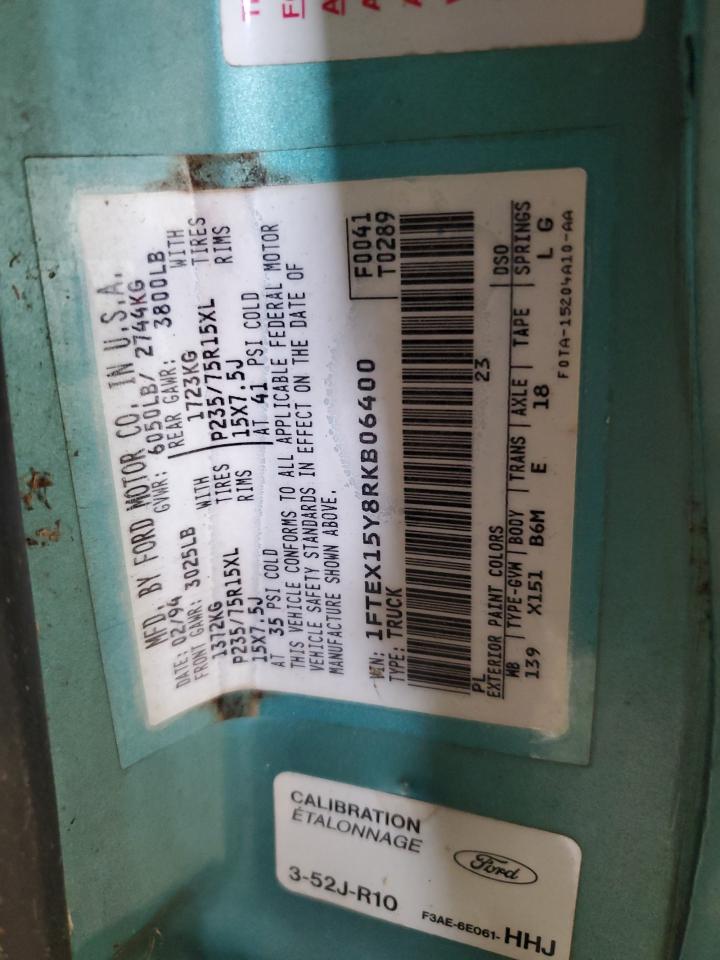 MFD. BY FORD MOTOR CO. IN U.S.A.
DATE: 02/94 GVWR: 6050LB/ 2744KG
FRONT GAWR: 3025LB REAR GAWR: 3800LB
1372KG WITH 1723KG WITH
P235/75R15XL TIRES P235/75R15XL TIRES
15X7.5J RIMS 15X7.5J RIMS
AT 35 PSI COLD AT 41 PSI COLD
THIS VEHICLE CONFORMS TO ALL APPLICABLE FEDERAL MOTOR
VEHICLE SAFETY STANDARDS IN EFFECT ON THE DATE OF
MANUFACTURE SHOWN ABOVE.
VIN: 1FTEX15Y8RKB06400 F0041
TYPE: TRUCK T0289
PL 23
EXTERIOR PAINT COLORS DSO
WB TYPE-GVW BODY TRANS AXLE TAPE SPRINGS
139 X151 B6M E 18 L G
F0TA-15204A10-AA
CALIBRATION
ÉTALONNAGE
Ford
3-52J-R10
F3AE-6E061-HHJ